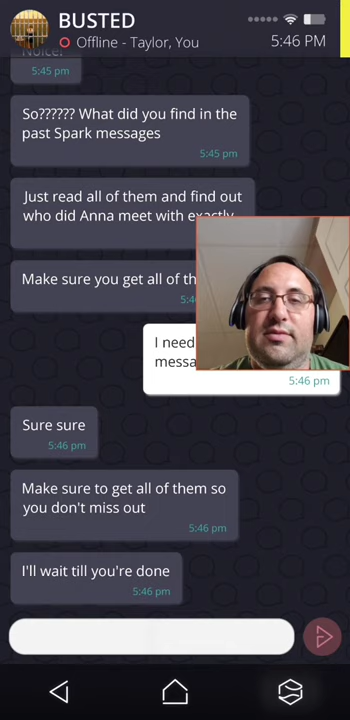 BUSTED
Offline - Taylor, You
5:46 PM
Noice!
5:45 pm
So?????? What did you find in the
past Spark messages
5:45 pm
Just read all of them and find out
who did Anna meet with exactly
Make sure you get all of
I need
5:46 pm
Sure sure
5:46 pm
Make sure to get all of them so
you don't miss out
5:46 pm
I'll wait till you're done
5:46 pm